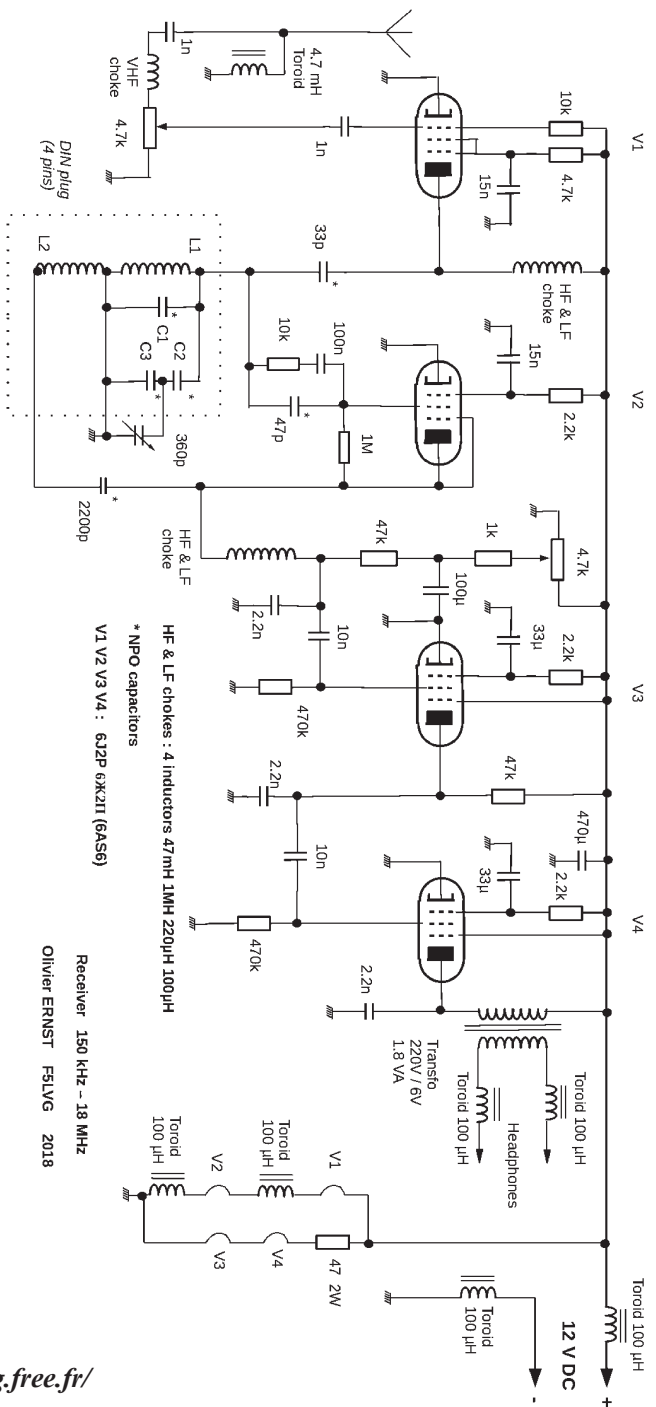 V1
10k
4.7k
15n
1n
4.7 mH
Toroid
1n
VHF
choke
4.7k
DIN plug
(4 pins)
L2
L1
C1
C3
C2
*
*
*
360p
33p
*
10k
100n
47p
*
1M
2200p
*
HF & LF
choke
15n
2.2k
V2
HF & LF
choke
47k
1k
4.7k
100µ
2.2n
10n
470k
33µ
2.2k
V3
47k
2.2n
10n
470k
470µ
33µ
2.2k
V4
2.2n
Transfo
220V / 6V
1.8 VA
Toroid 100 µH
Toroid 100 µH
Headphones
Toroid
100 µH
V2
Toroid
100 µH
V1
V3
V4
47 2W
Toroid
100 µH
Toroid 100 µH
12 V DC
+
-
HF & LF chokes : 4 inductors 47mH 1MH 220µH 100µH
* NPO capacitors
V1 V2 V3 V4 : 6J2P 6Ж2П (6AS6)
Receiver 150 kHz – 18 MHz
Olivier ERNST F5LVG 2018
g.free.fr/